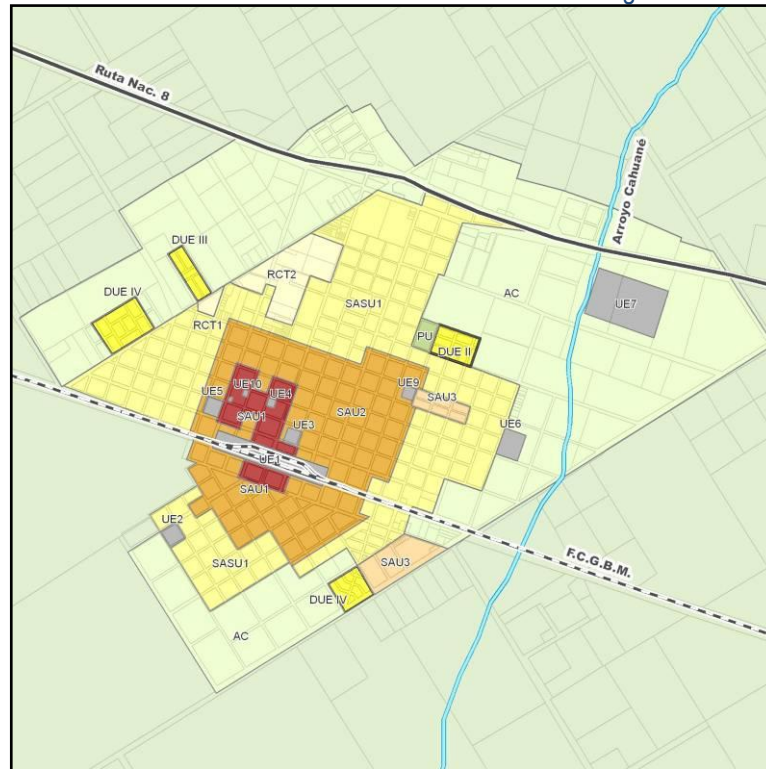 Ruta Nac. 8
Arroyo Cahuané
DUE III
RCT2
DUE IV
AC
UE7
SASU1
RCT1
PU
DUE II
UE10
UE9
UE5
UE4
SAU3
SAU1
SAU2
UE3
UE6
UE1
SAU1
UE2
F.C.G.B.M.
SASU1
SAU3
DUE IV
AC